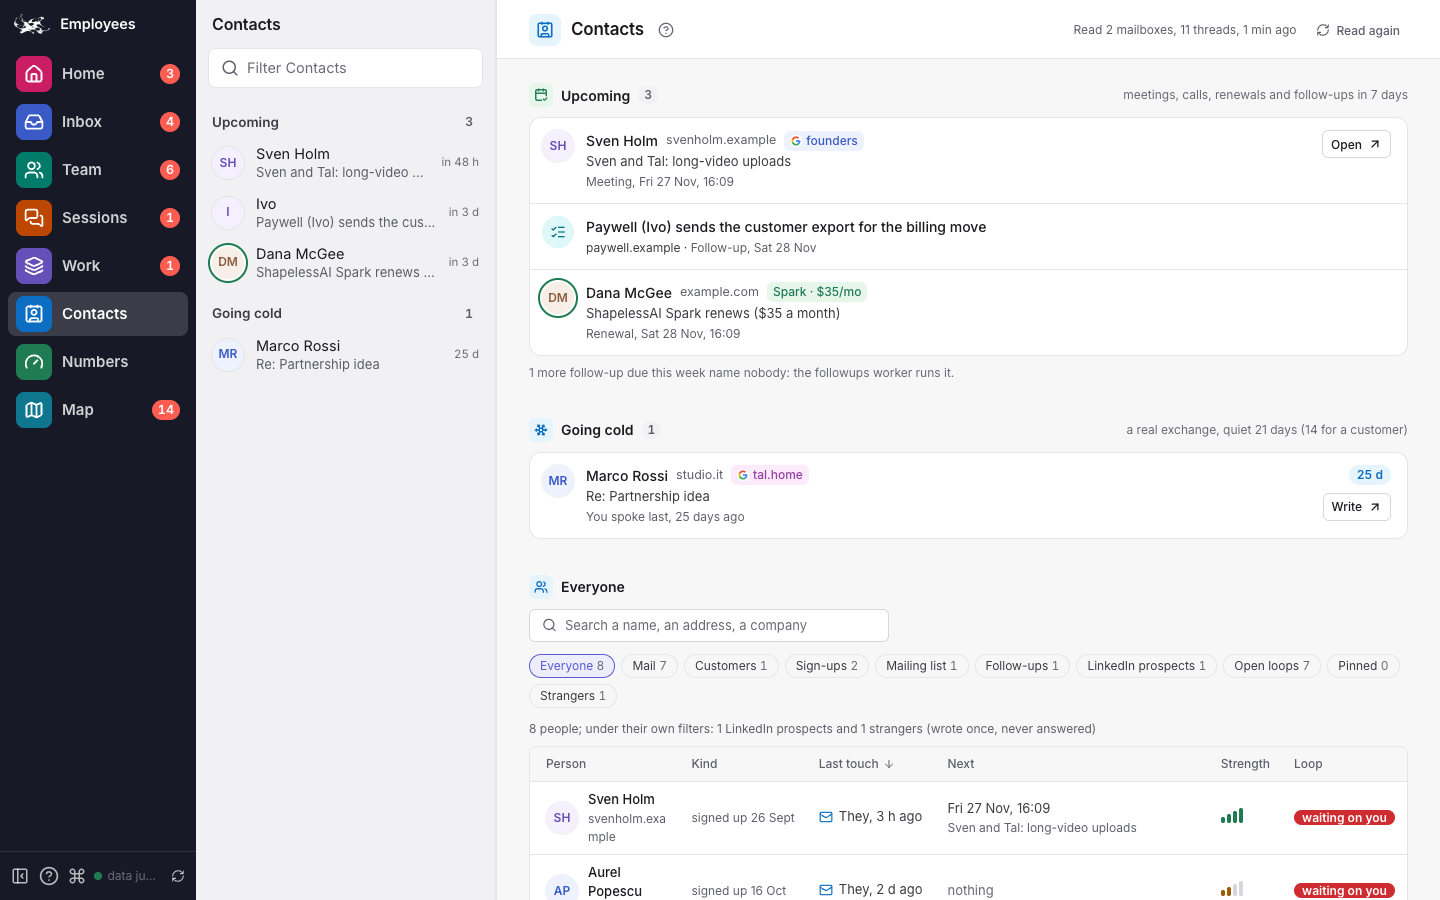 Employees
Home 3
Inbox 4
Team 6
Sessions 1
Work 1
Contacts
Numbers
Map 14
data ju...
Contacts
Filter Contacts
Upcoming 3
SH Sven Holm in 48 h
Sven and Tal: long-video ...
I Ivo in 3 d
Paywell (Ivo) sends the cus...
DM Dana McGee in 3 d
ShapelessAI Spark renews ...
Going cold 1
MR Marco Rossi 25 d
Re: Partnership idea
Contacts
Read 2 mailboxes, 11 threads, 1 min ago Read again
Upcoming 3 meetings, calls, renewals and follow-ups in 7 days
SH Sven Holm svenholm.example founders Open
Sven and Tal: long-video uploads
Meeting, Fri 27 Nov, 16:09
Paywell (Ivo) sends the customer export for the billing move
paywell.example · Follow-up, Sat 28 Nov
DM Dana McGee example.com Spark · $35/mo
ShapelessAI Spark renews ($35 a month)
Renewal, Sat 28 Nov, 16:09
1 more follow-up due this week name nobody: the followups worker runs it.
Going cold 1 a real exchange, quiet 21 days (14 for a customer)
MR Marco Rossi studio.it tal.home 25 d
Re: Partnership idea
You spoke last, 25 days ago
Write
Everyone
Search a name, an address, a company
Everyone 8 Mail 7 Customers 1 Sign-ups 2 Mailing list 1 Follow-ups 1 LinkedIn prospects 1 Open loops 7 Pinned 0
Strangers 1
8 people; under their own filters: 1 LinkedIn prospects and 1 strangers (wrote once, never answered)
Person Kind Last touch Next Strength Loop
SH Sven Holm
svenholm.exa
mple
signed up 26 Sept They, 3 h ago Fri 27 Nov, 16:09
Sven and Tal: long-video uploads
waiting on you
AP Aurel
Popescu
signed up 16 Oct They, 2 d ago nothing waiting on you